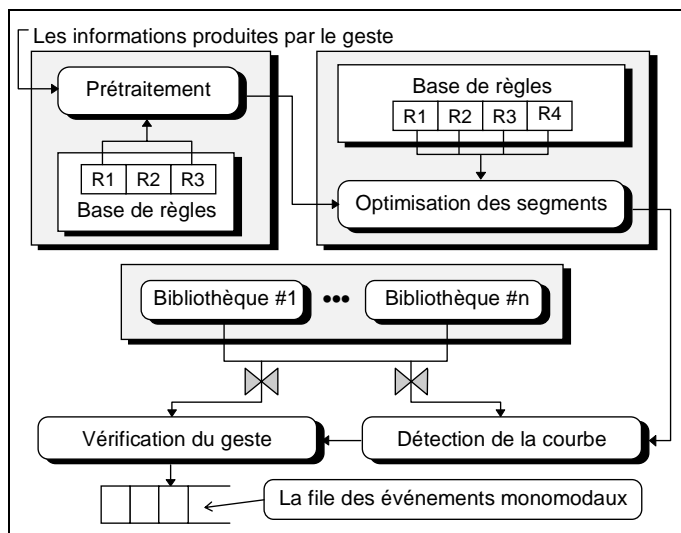 Les informations produites par le geste
Prétraitement
R1 R2 R3
Base de règles
Base de règles
R1 R2 R3 R4
Optimisation des segments
Bibliothèque #1 ••• Bibliothèque #n
Vérification du geste
Détection de la courbe
La file des événements monomodaux